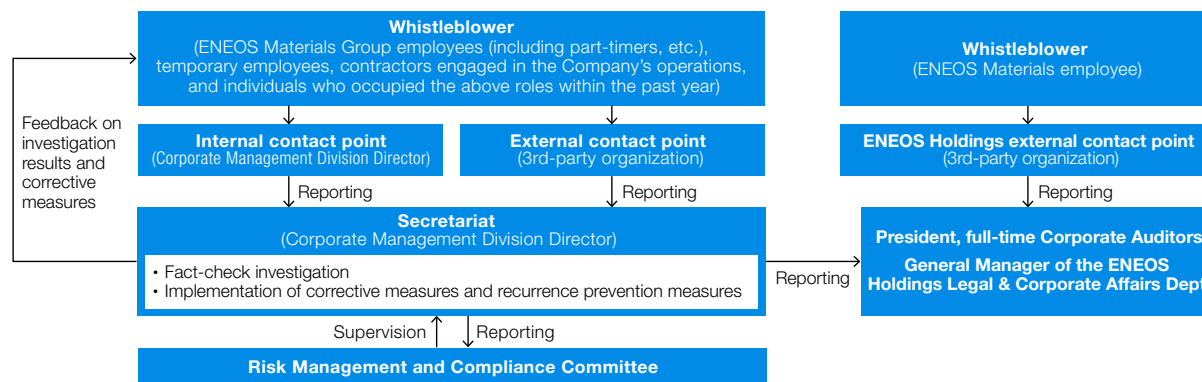 Whistleblower
(ENEOS Materials Group employees (including part-timers, etc.),
temporary employees, contractors engaged in the Company's operations,
and individuals who occupied the above roles within the past year)
Whistleblower
(ENEOS Materials employee)
Feedback on
investigation
results and
corrective
measures
Internal contact point
(Corporate Management Division Director)
External contact point
(3rd-party organization)
ENEOS Holdings external contact point
(3rd-party organization)
Reporting
Reporting
Reporting
Secretariat
(Corporate Management Division Director)
• Fact-check investigation
• Implementation of corrective measures and recurrence prevention measures
Reporting
President, full-time Corporate Auditors
General Manager of the ENEOS
Holdings Legal & Corporate Affairs Dept
Supervision
Reporting
Risk Management and Compliance Committee